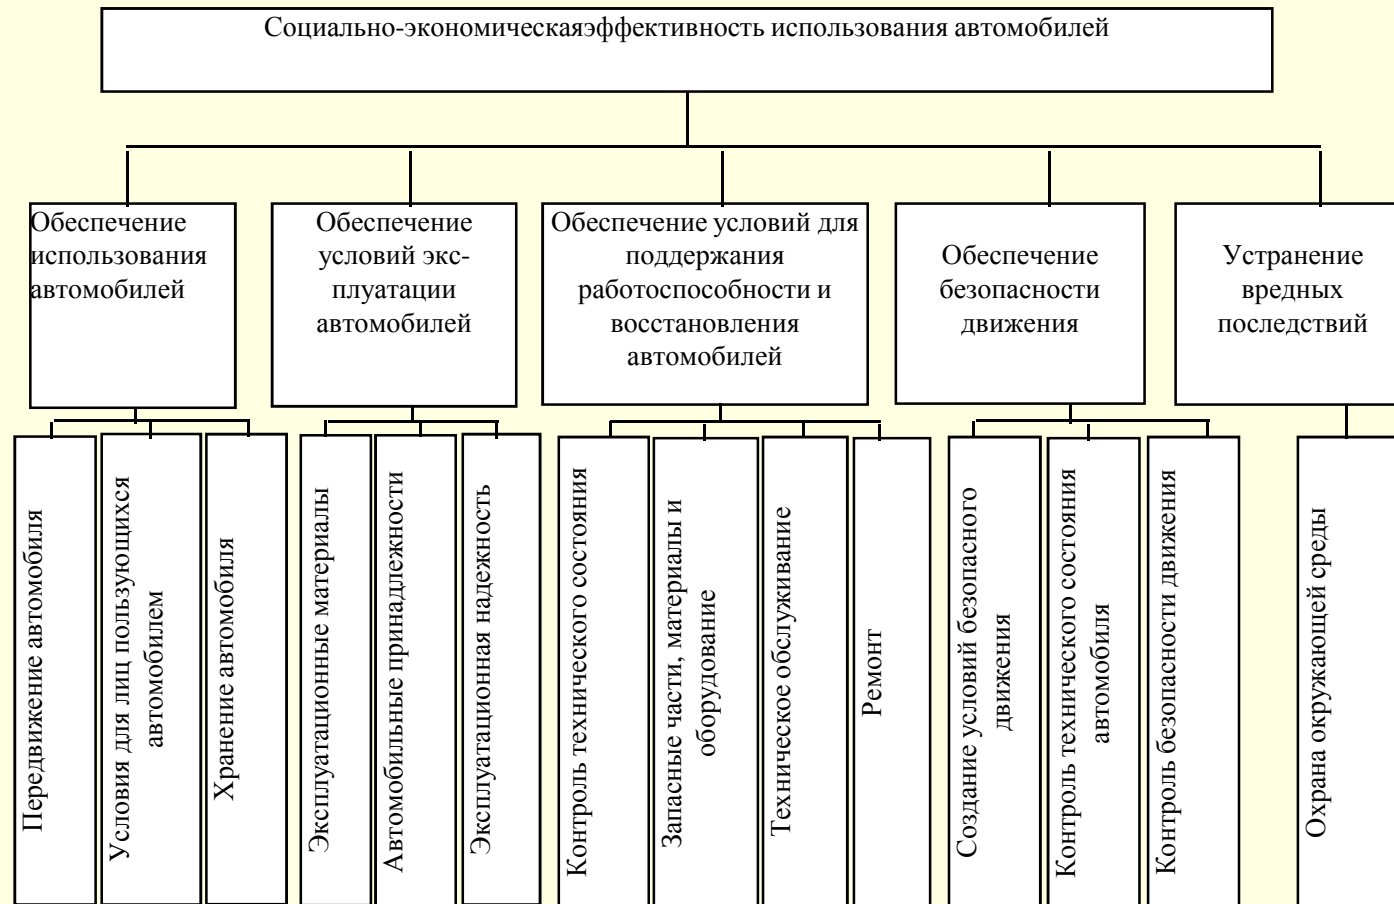 Социально-экономическаяэффективность использования автомобилей
Обеспечение
использования
автомобилей
Обеспечение
условий экс-
плуатации
автомобилей
Обеспечение условий для
поддержания
работоспособности и
восстановления
автомобилей
Обеспечение
безопасности
движения
Устранение
вредных
последствий
Передвижение автомобиля
Условия для лиц пользующихся
автомобилем
Хранение автомобиля
Эксплуатационные материалы
Автомобильные принадлежности
Эксплуатационная надежность
Контроль технического состояния
Запасные части, материалы и
оборудование
Техническое обслуживание
Ремонт
Создание условий безопасного
движения
Контроль технического состояния
автомобиля
Контроль безопасности движения
Охрана окружающей среды